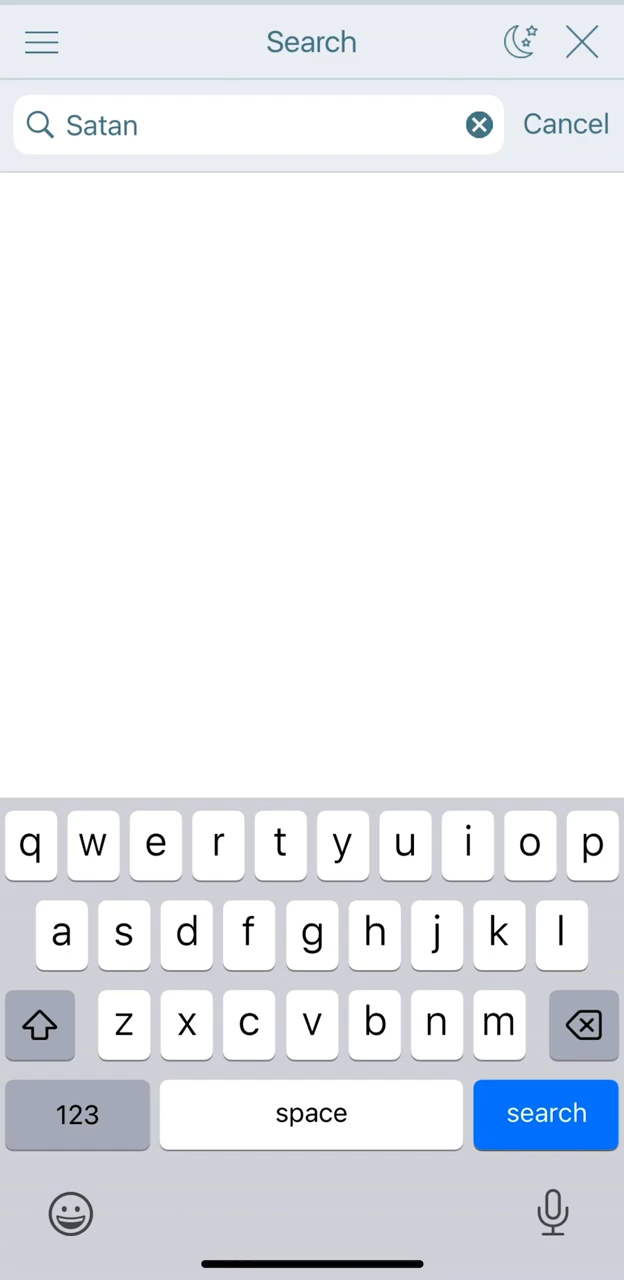 Search
Satan
Cancel
q w e r t y u i o p
a s d f g h j k l
z x c v b n m
123 space search